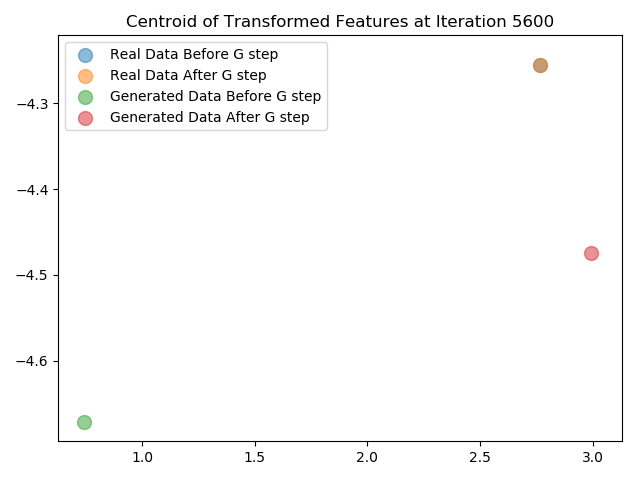 Centroid of Transformed Features at Iteration 5600
Real Data Before G step
Real Data After G step
Generated Data Before G step
Generated Data After G step
−4.3
−4.4
−4.5
−4.6
1.0 1.5 2.0 2.5 3.0